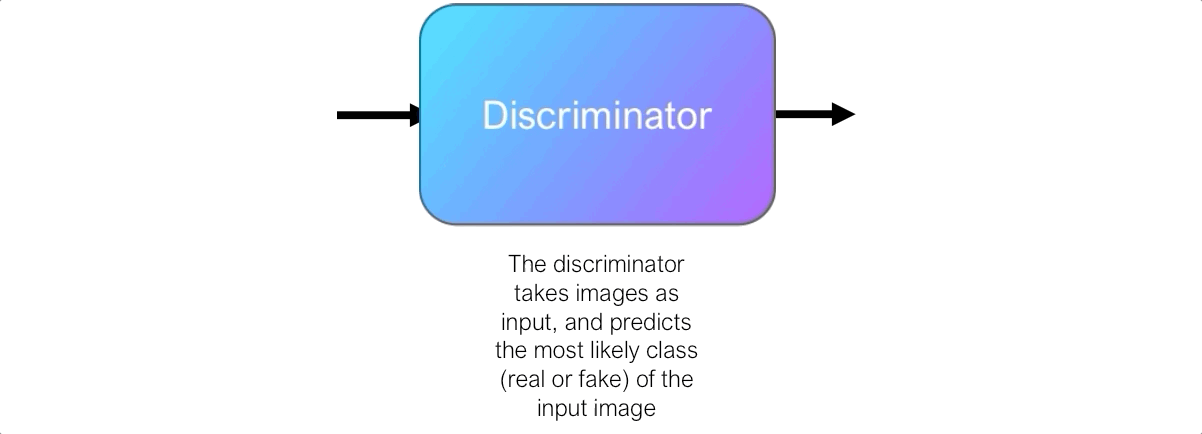 Discriminator
The discriminator
takes images as
input, and predicts
the most likely class
(real or fake) of the
input image